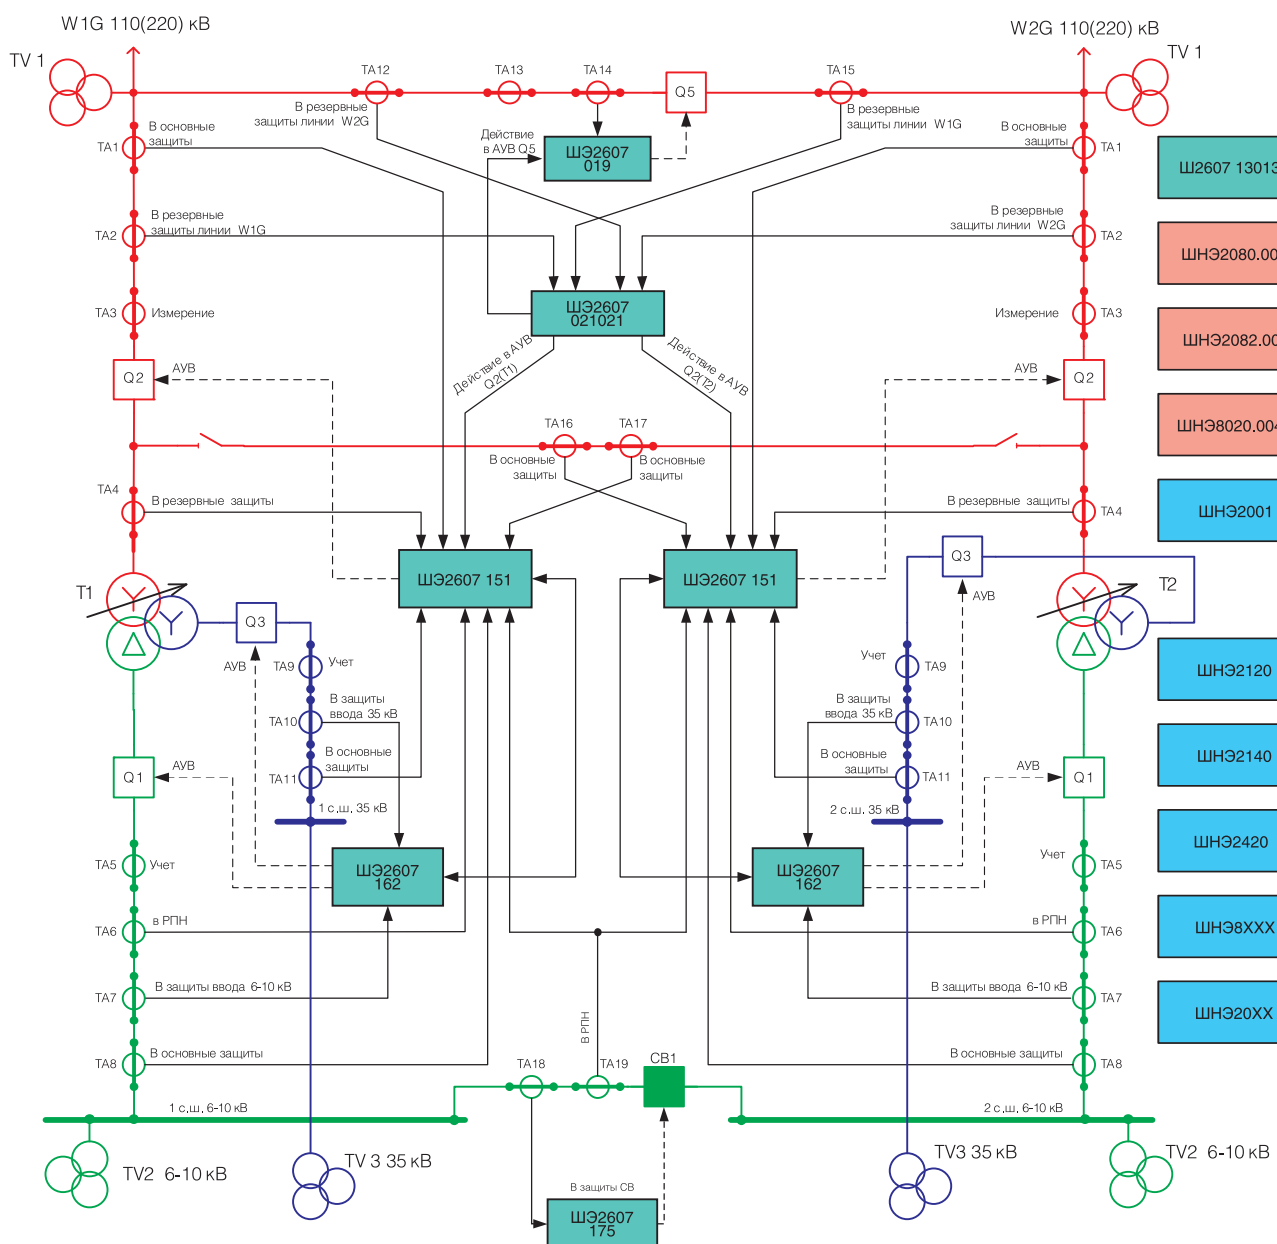 W1G 110(220) кВ
W2G 110(220) кВ
TV 1
TV 1
TA12
TA13
TA14
TA15
Q5
В резервные
защиты линии W2G
Действие
в АУВ Q5
В резервные
защиты линии W1G
ШЭ2607
019
В основные
защиты
TA1
В основные
защиты
TA1
Ш2607 13013
В резервные
защиты линии W1G
TA2
В резервные
защиты линии W2G
TA2
ШНЭ2080.00
ШЭ2607
021021
TA3
Измерение
Измерение
TA3
ШНЭ2082.00
Действие в АУВ
Q2(T1)
Действие в АУВ
Q2(T2)
Q2
АУВ
АУВ
Q2
ШНЭ8020.004
TA16
TA17
В основные
защиты
В основные
защиты
TA4
В резервные защиты
В резервные защиты
TA4
ШНЭ2001
ШЭ2607 151
ШЭ2607 151
Q3
T1
T2
АУВ
Q3
АУВ
TA9
Учет
Учет
TA9
ШНЭ2120
В защиты
ввода 35 кВ
TA10
В защиты
ввода 35 кВ
TA10
Q1
АУВ
В основные
защиты
TA11
В основные
защиты
TA11
АУВ
Q1
ШНЭ2140
1 с.ш. 35 кВ
2 с.ш. 35 кВ
TA5
Учет
ШЭ2607
162
ШЭ2607
162
Учет
TA5
ШНЭ2420
TA6
в РПН
в РПН
TA6
ШНЭ8XXX
TA7
В защиты ввода 6-10 кВ
В защиты ввода 6-10 кВ
TA7
ШНЭ20XX
В РПН
TA8
В основные защиты
В основные защиты
TA8
TA18
TA19
СВ1
1 с.ш. 6-10 кВ
2 с.ш. 6-10 кВ
TV2 6-10 кВ
TV 3 35 кВ
TV3 35 кВ
TV2 6-10 кВ
В защиты СВ
ШЭ2607
175